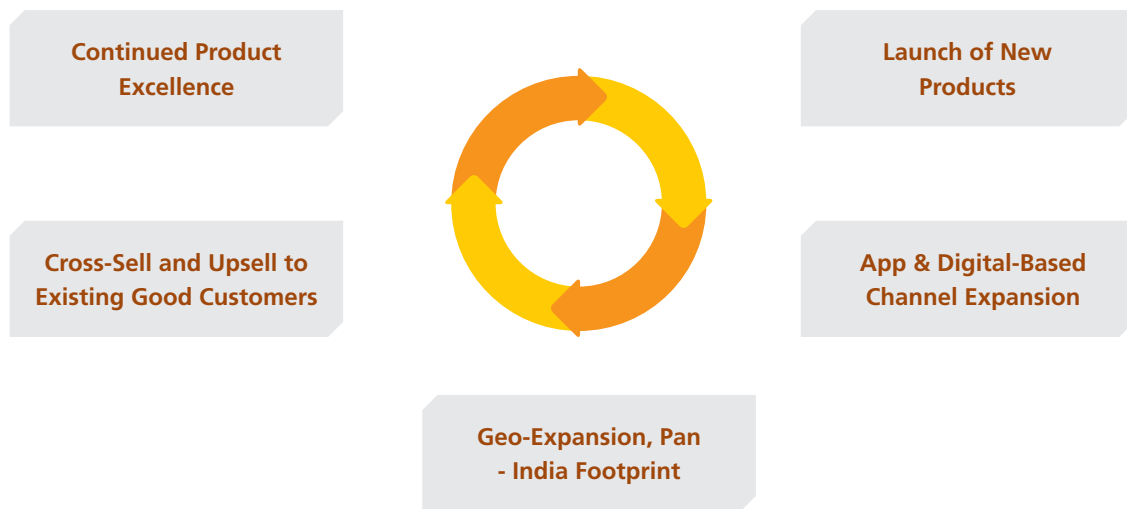 Continued Product
Excellence
Launch of New
Products
Cross-Sell and Upsell to
Existing Good Customers
App & Digital-Based
Channel Expansion
Geo-Expansion, Pan
- India Footprint